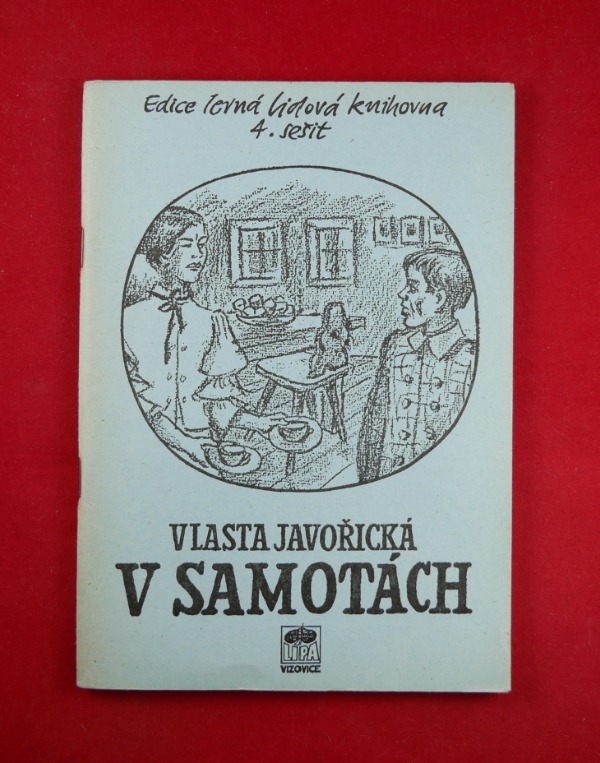 Edice levná lidová knihovna
4. sešit
VLASTA JAVOŘICKÁ
V SAMOTÁCH
LÍPA
VIZOVICE